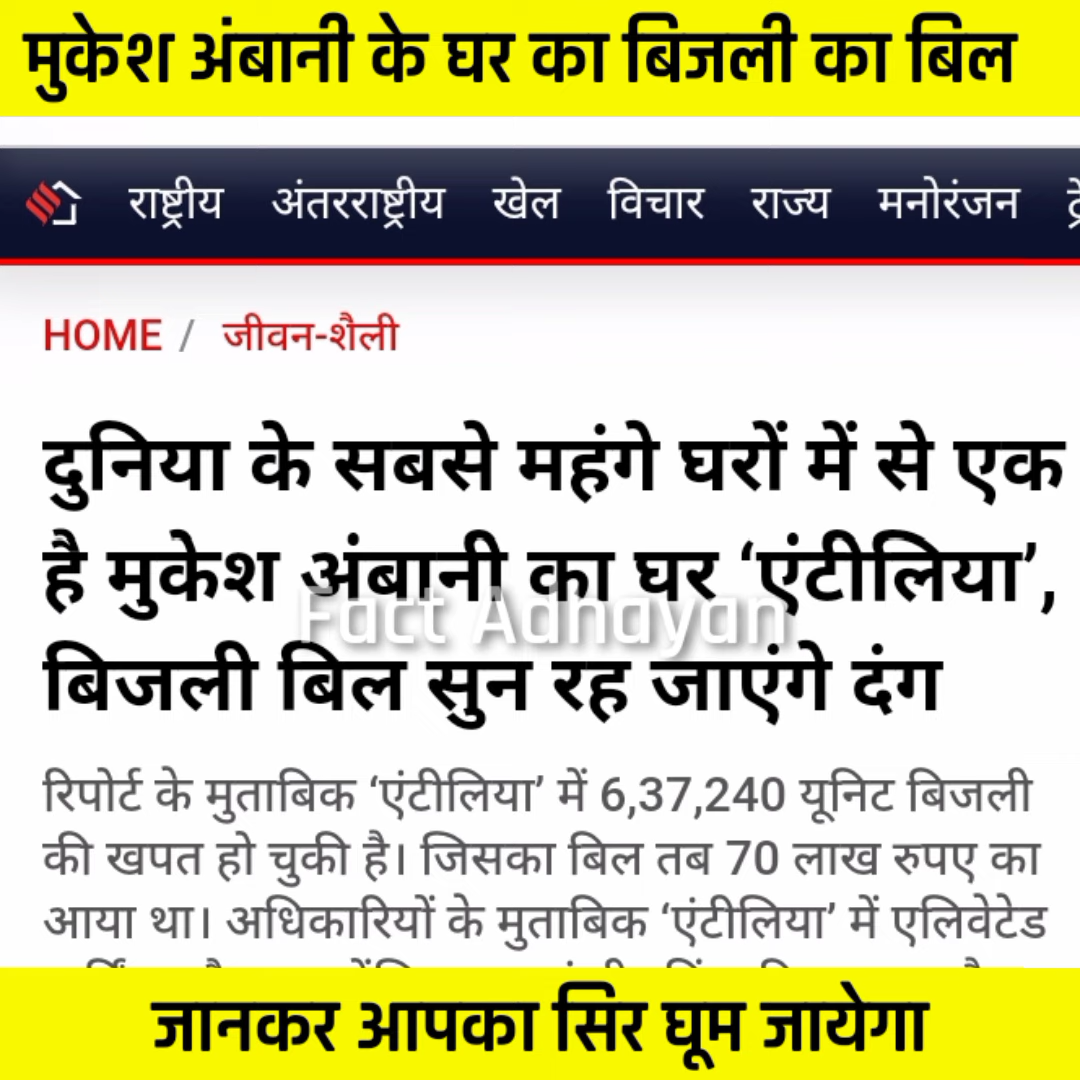 मुकेश अंबानी के घर का बिजली का बिल
राष्ट्रीय अंतरराष्ट्रीय खेल विचार राज्य मनोरंजन
HOME / जीवन-शैली
दुनिया के सबसे महंगे घरों में से एक
है मुकेश अंबानी का घर ‘एंटीलिया’,
Fact Adhayan
बिजली बिल सुन रह जाएंगे दंग
रिपोर्ट के मुताबिक ‘एंटीलिया’ में 6,37,240 यूनिट बिजली
की खपत हो चुकी है। जिसका बिल तब 70 लाख रुपए का
आया था। अधिकारियों के मुताबिक ‘एंटीलिया’ में एलिवेटेड
जानकर आपका सिर घूम जायेगा